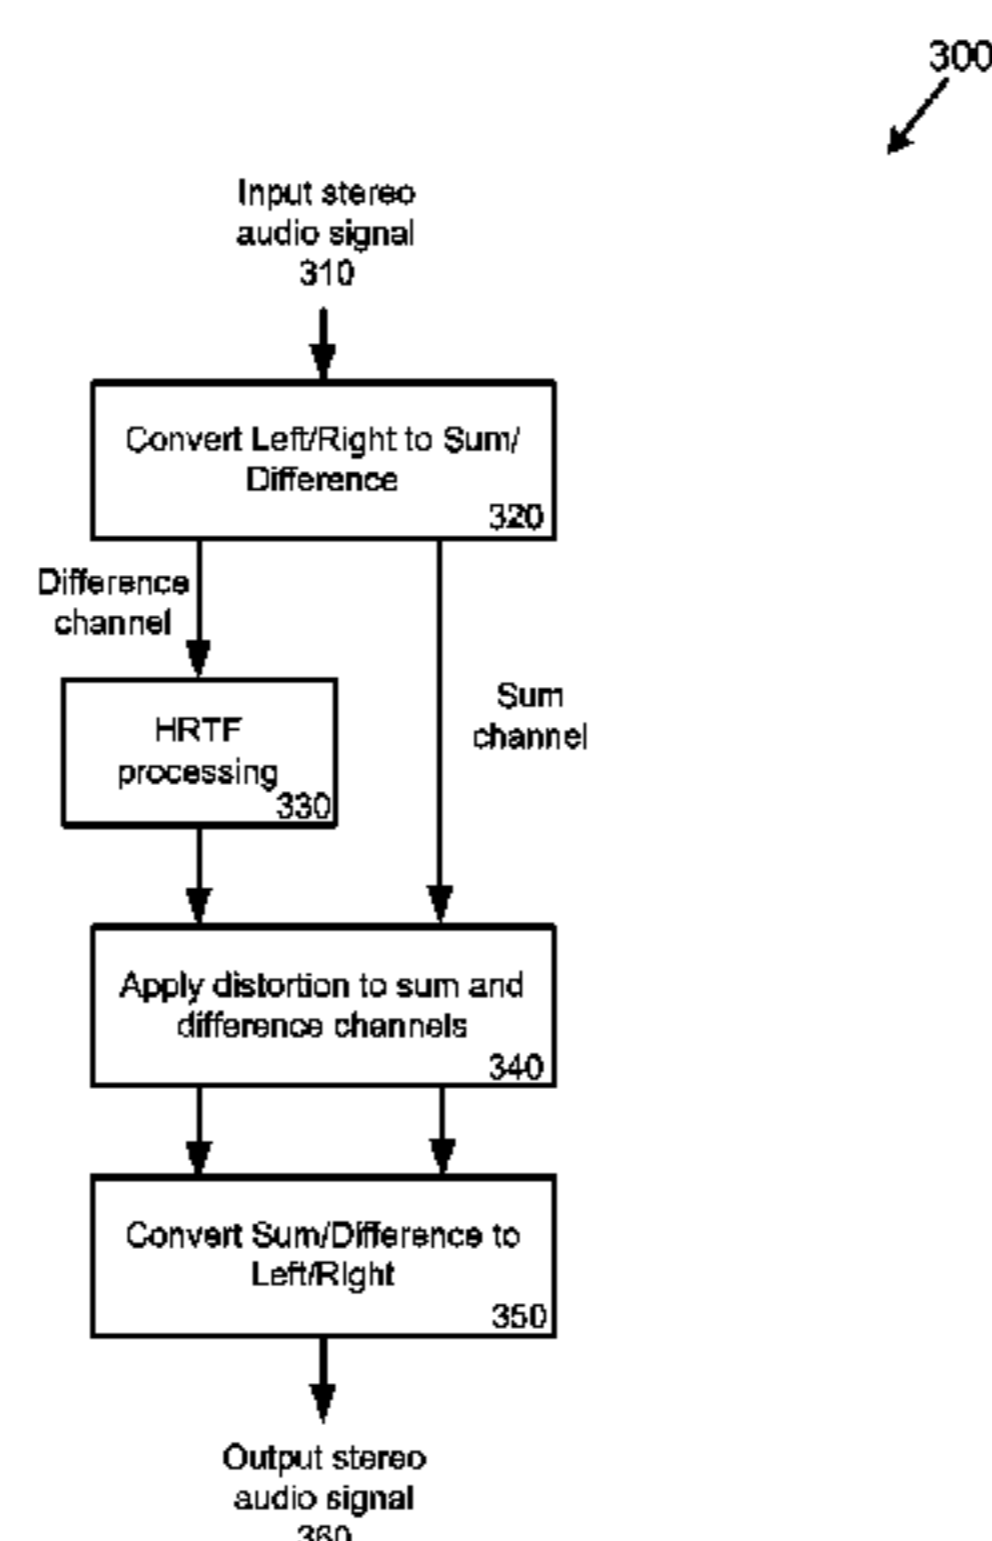 300
Input stereo
audio signal
310
Convert Left/Right to Sum/
Difference
320
Difference
channel
HRTF
processing
330
Sum
channel
Apply distortion to sum and
difference channels
340
Convert Sum/Difference to
Left/Right
350
Output stereo
audio signal
360